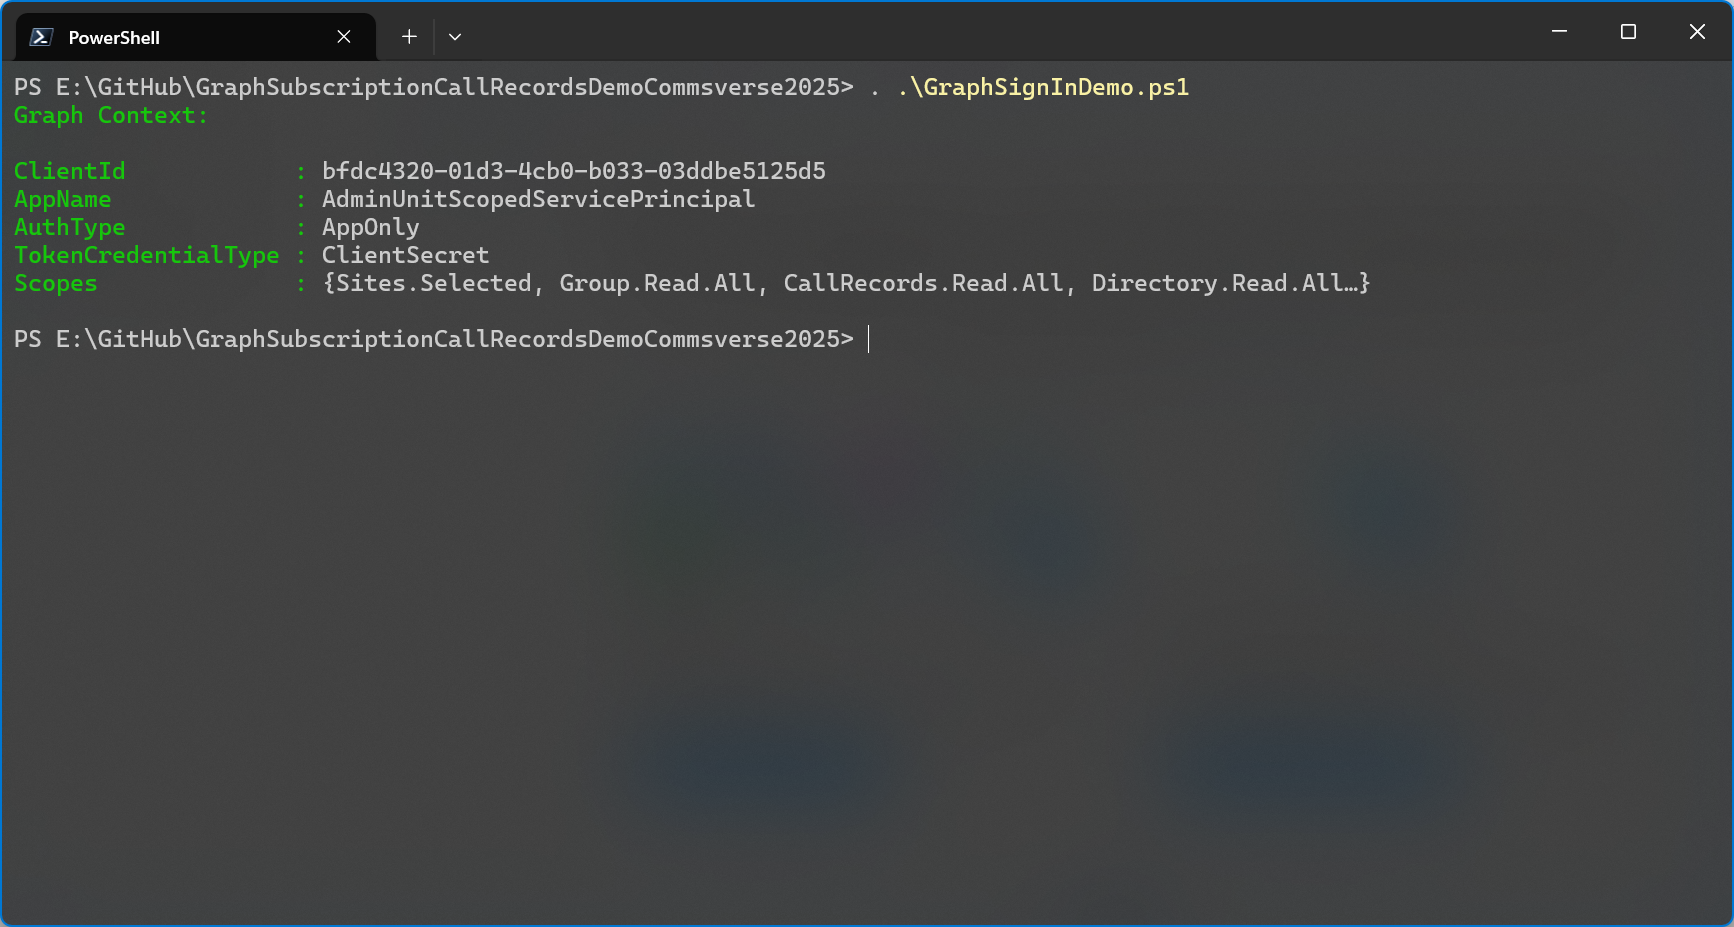 PowerShell
PS E:\GitHub\GraphSubscriptionCallRecordsDemoCommsverse2025> . .\GraphSignInDemo.ps1
Graph Context:
ClientId            : bfdc4320-01d3-4cb0-b033-03ddbe5125d5
AppName             : AdminUnitScopedServicePrincipal
AuthType            : AppOnly
TokenCredentialType : ClientSecret
Scopes              : {Sites.Selected, Group.Read.All, CallRecords.Read.All, Directory.Read.All…}
PS E:\GitHub\GraphSubscriptionCallRecordsDemoCommsverse2025>